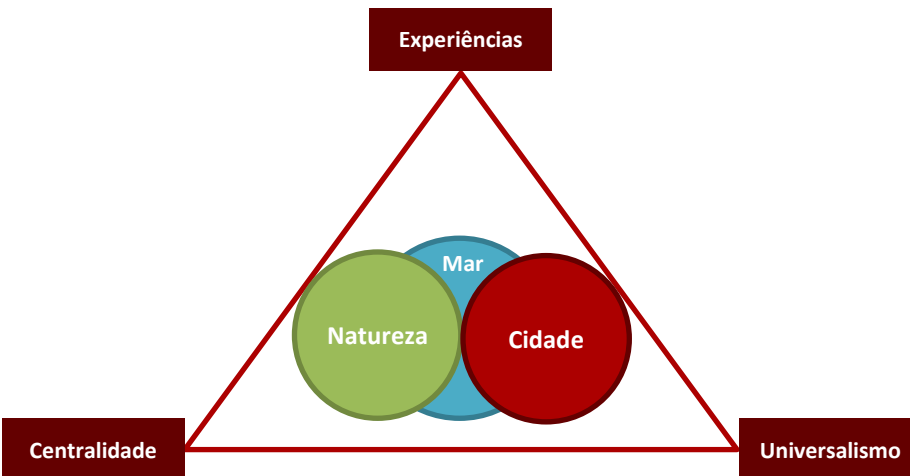 Experiências
Mar
Natureza
Cidade
Centralidade
Universalismo